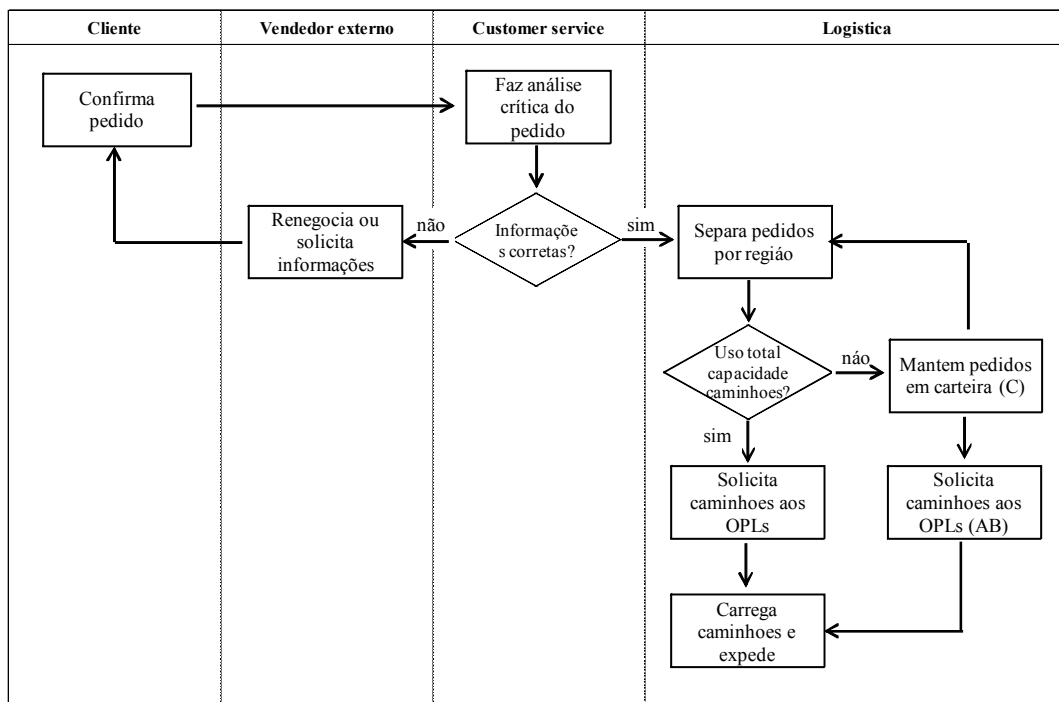 Cliente
Vendedor externo
Customer service
Logistica
Confirma
pedido
Faz análise
crítica do
pedido
Renegocia ou
solicita
informações
não
Informaçõe
s corretas?
sim
Separa pedidos
por região
Uso total
capacidade
caminhoes?
náo
Mantem pedidos
em carteira (C)
sim
Solicita
caminhoes aos
OPLs
Solicita
caminhoes aos
OPLs (AB)
Carrega
caminhoes e
expede